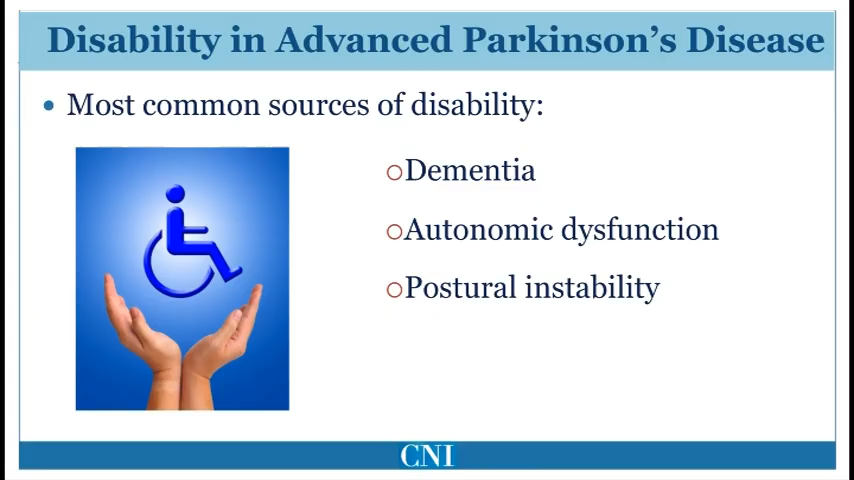 Disability in Advanced Parkinson's Disease
• Most common sources of disability:
○Dementia
○Autonomic dysfunction
○Postural instability
CNI